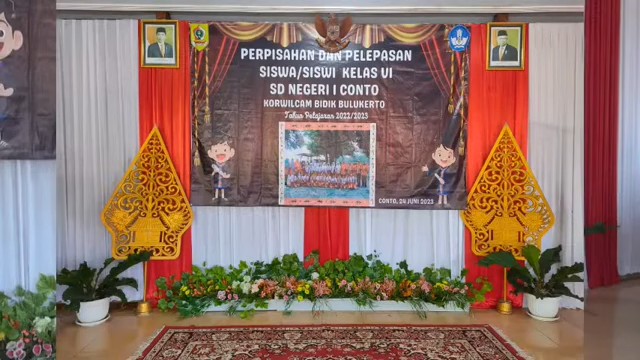 PERPISAHAN DAN PELEPASAN
SISWA/SISWI KELAS VI
SD NEGERI I CONTO
KORWILCAM BIDIK BULUKERTO
Tahun Pelajaran 2022/2023
CONTO, 24 JUNI 2023